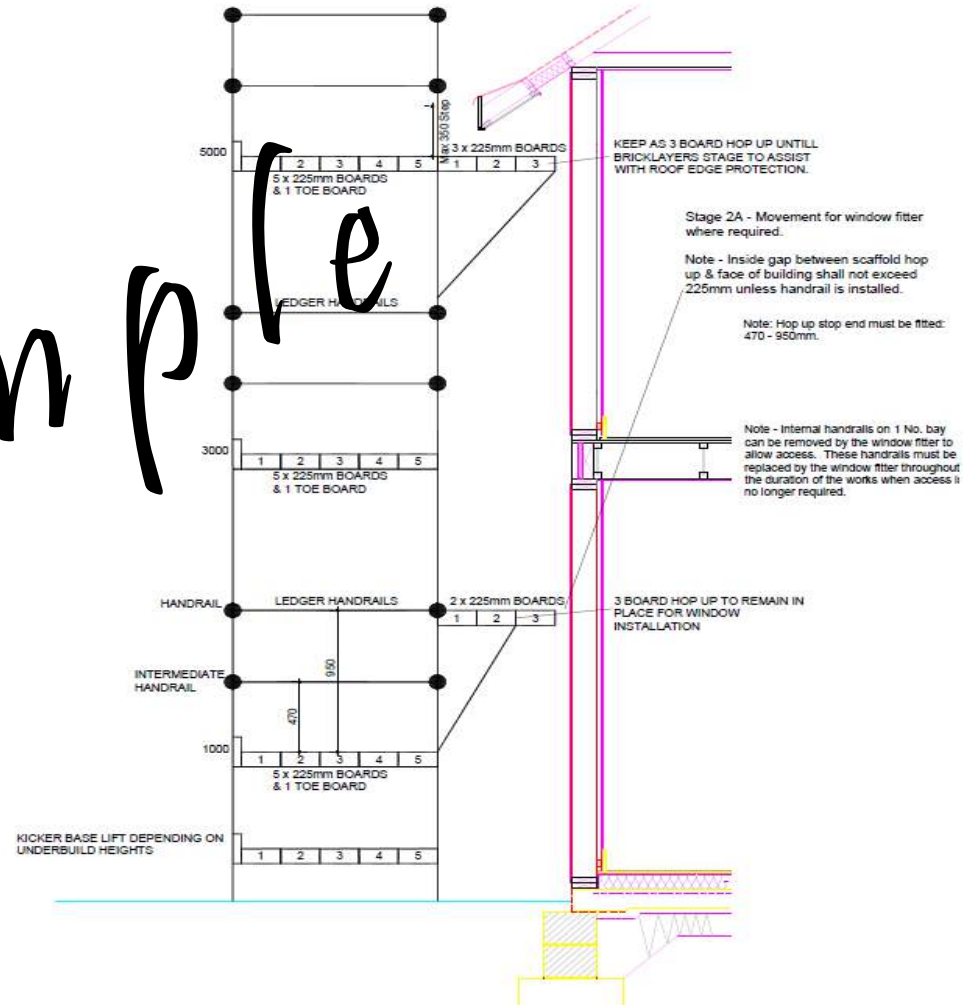 5000
Max 350 Step
3 x 225mm BOARDS
2 3 4 5 1 2 3
5 x 225mm BOARDS
& 1 TOE BOARD
KEEP AS 3 BOARD HOP UP UNTILL
BRICKLAYERS STAGE TO ASSIST
WITH ROOF EDGE PROTECTION.
Stage 2A - Movement for window fitter
where required.
Note - Inside gap between scaffold hop
up & face of building shall not exceed
225mm unless handrail is installed.
LEDGER HANDRAILS
Note: Hop up stop end must be fitted:
470 - 950mm.
mple
3000
1 2 3 4 5
5 x 225mm BOARDS
& 1 TOE BOARD
Note - Internal handrails on 1 No. bay
can be removed by the window fitter to
allow access. These handrails must be
replaced by the window fitter throughout
the duration of the works when access i
no longer required.
HANDRAIL
LEDGER HANDRAILS
2 x 225mm BOARDS
1 2 3
3 BOARD HOP UP TO REMAIN IN
PLACE FOR WINDOW
INSTALLATION
950
INTERMEDIATE
HANDRAIL
470
1000
1 2 3 4 5
5 x 225mm BOARDS
& 1 TOE BOARD
KICKER BASE LIFT DEPENDING ON
UNDERBUILD HEIGHTS
1 2 3 4 5